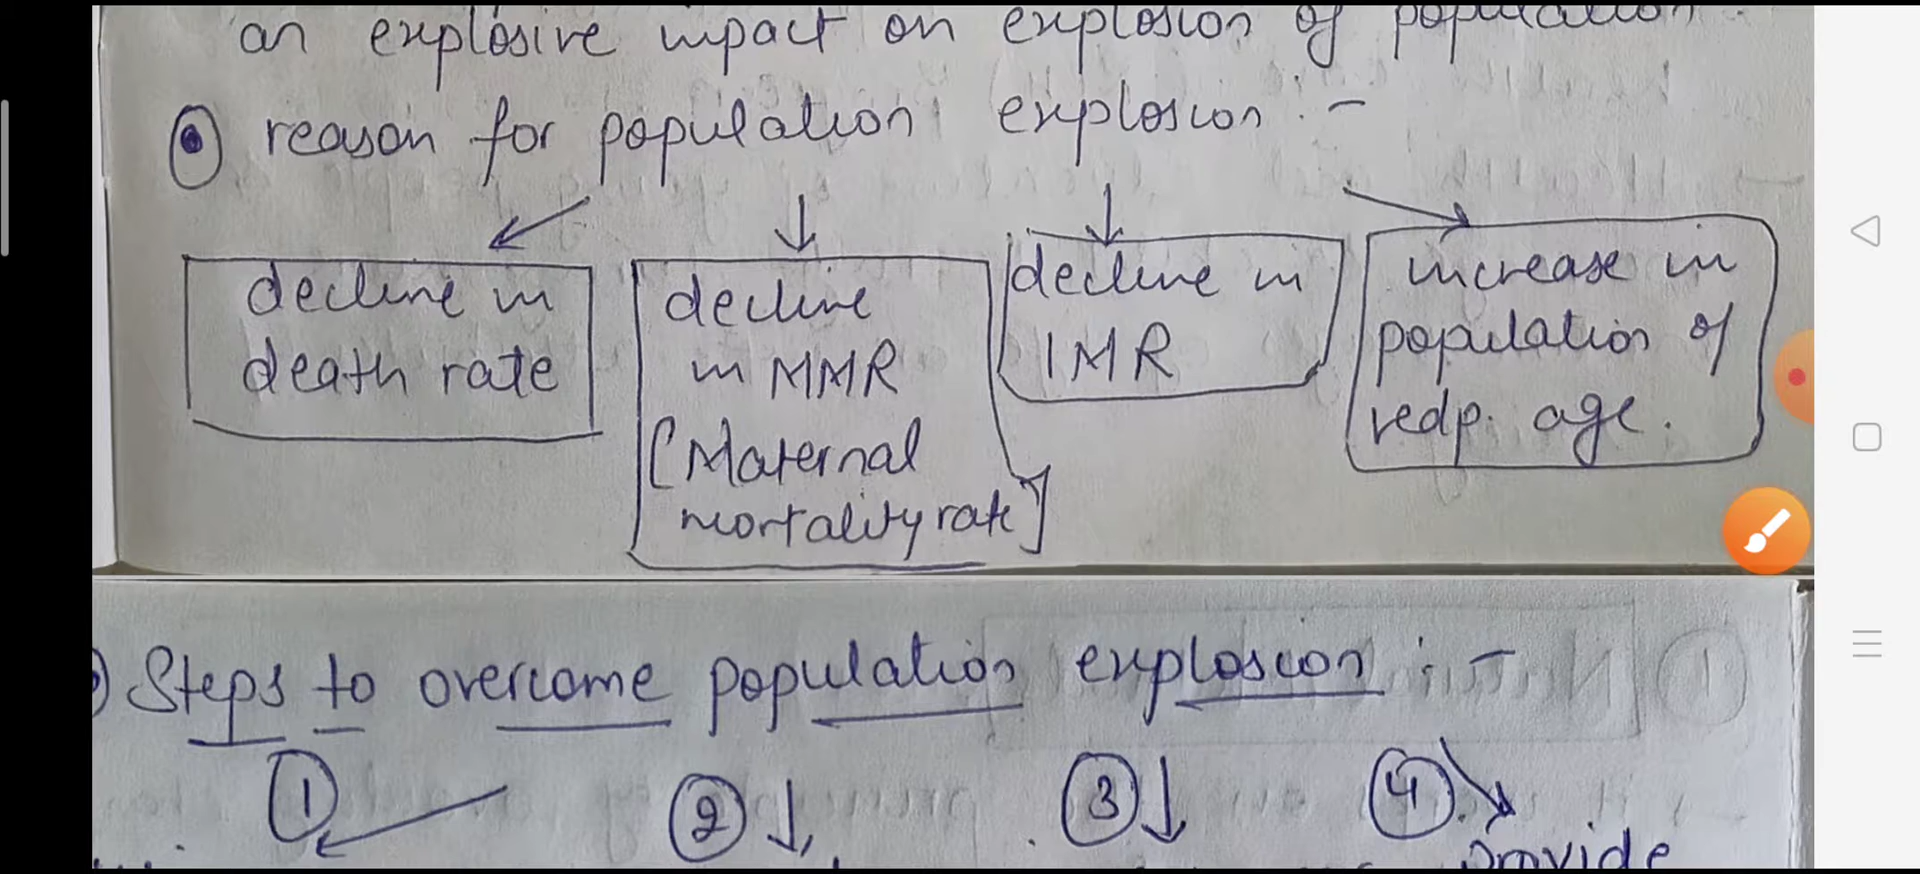 an explosive impact on explosion of population.
reason for population explosion :-
decline in
death rate
decline
in MMR
[Maternal
mortality rate]
decline in
IMR
increase in
population of
redp. age.
Steps to overcome population explosion :-
1
2
3
4
provide